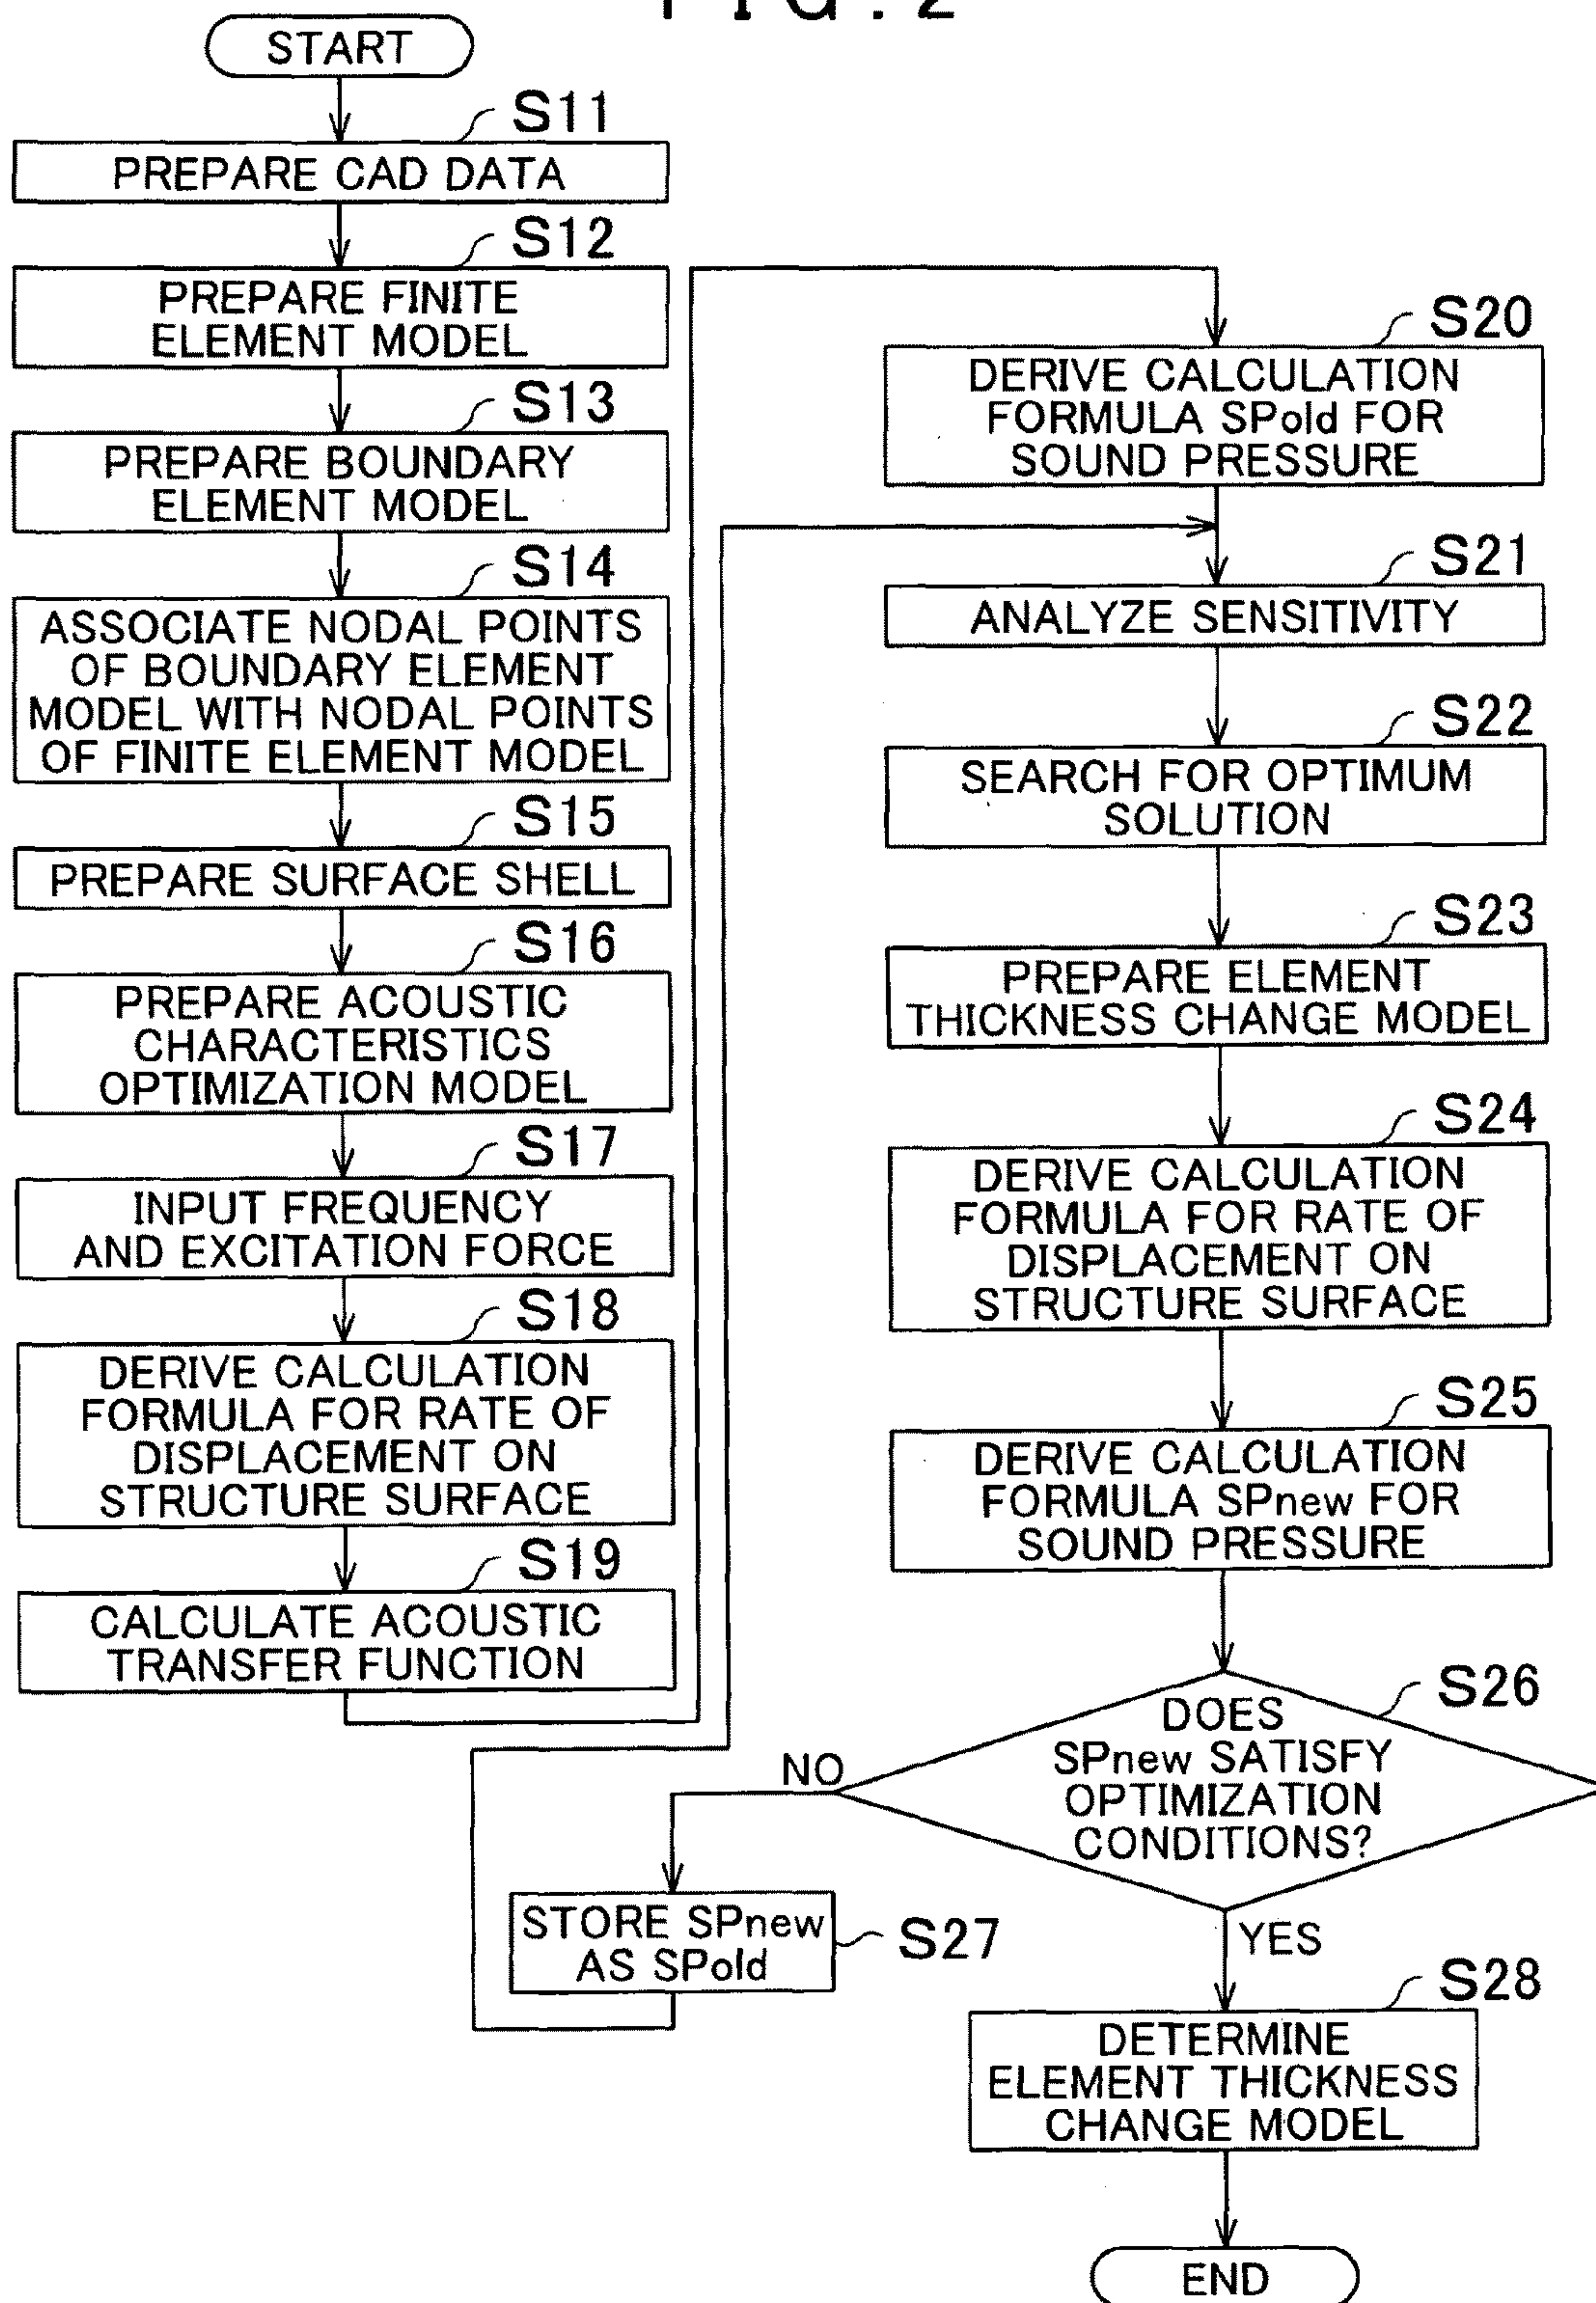 FIG. 2
START
S11
PREPARE CAD DATA
S12
PREPARE FINITE
ELEMENT MODEL
S13
PREPARE BOUNDARY
ELEMENT MODEL
S14
ASSOCIATE NODAL POINTS
OF BOUNDARY ELEMENT
MODEL WITH NODAL POINTS
OF FINITE ELEMENT MODEL
S15
PREPARE SURFACE SHELL
S16
PREPARE ACOUSTIC
CHARACTERISTICS
OPTIMIZATION MODEL
S17
INPUT FREQUENCY
AND EXCITATION FORCE
S18
DERIVE CALCULATION
FORMULA FOR RATE OF
DISPLACEMENT ON
STRUCTURE SURFACE
S19
CALCULATE ACOUSTIC
TRANSFER FUNCTION
S20
DERIVE CALCULATION
FORMULA SPold FOR
SOUND PRESSURE
S21
ANALYZE SENSITIVITY
S22
SEARCH FOR OPTIMUM
SOLUTION
S23
PREPARE ELEMENT
THICKNESS CHANGE MODEL
S24
DERIVE CALCULATION
FORMULA FOR RATE OF
DISPLACEMENT ON
STRUCTURE SURFACE
S25
DERIVE CALCULATION
FORMULA SPnew FOR
SOUND PRESSURE
S26
DOES
SPnew SATISFY
OPTIMIZATION
CONDITIONS?
NO
STORE SPnew
AS SPold
S27
YES
S28
DETERMINE
ELEMENT THICKNESS
CHANGE MODEL
END